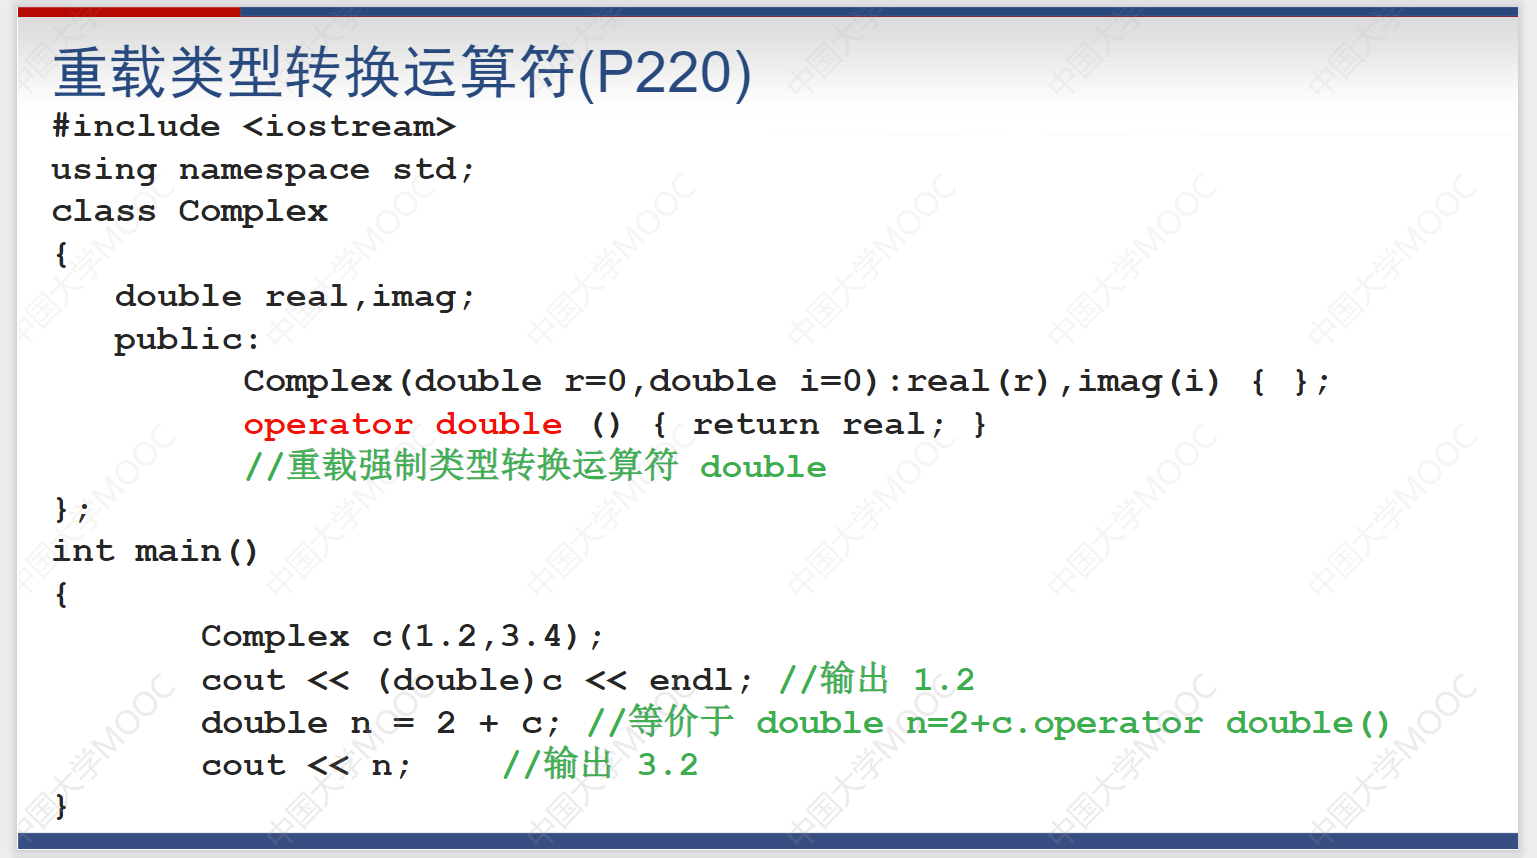 重载类型转换运算符(P220)
#include <iostream>
using namespace std;
class Complex
{
double real,imag;
public:
Complex(double r=0,double i=0):real(r),imag(i) { };
operator double () { return real; }
//重载强制类型转换运算符 double
};
int main()
{
Complex c(1.2,3.4);
cout << (double)c << endl; //输出 1.2
double n = 2 + c; //等价于 double n=2+c.operator double()
cout << n; //输出 3.2
}
中国大学MOOC